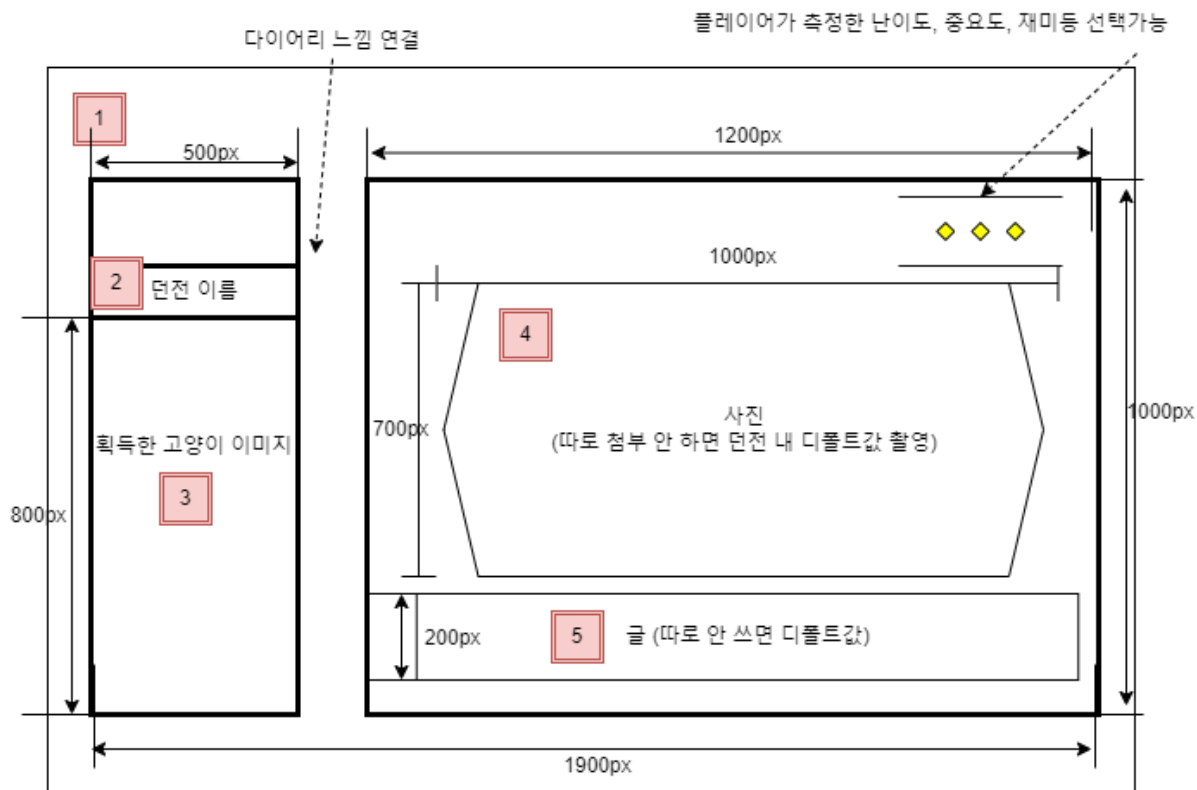 플레이어가 측정한 난이도, 중요도, 재미등 선택가능
다이어리 느낌 연결
1
500px
1200px
2
던전 이름
1000px
4
사진
(따로 첨부 안 하면 던전 내 디폴트값 촬영)
700px
1000px
획득한 고양이 이미지
3
800px
200px
5
글 (따로 안 쓰면 디폴트값)
1900px